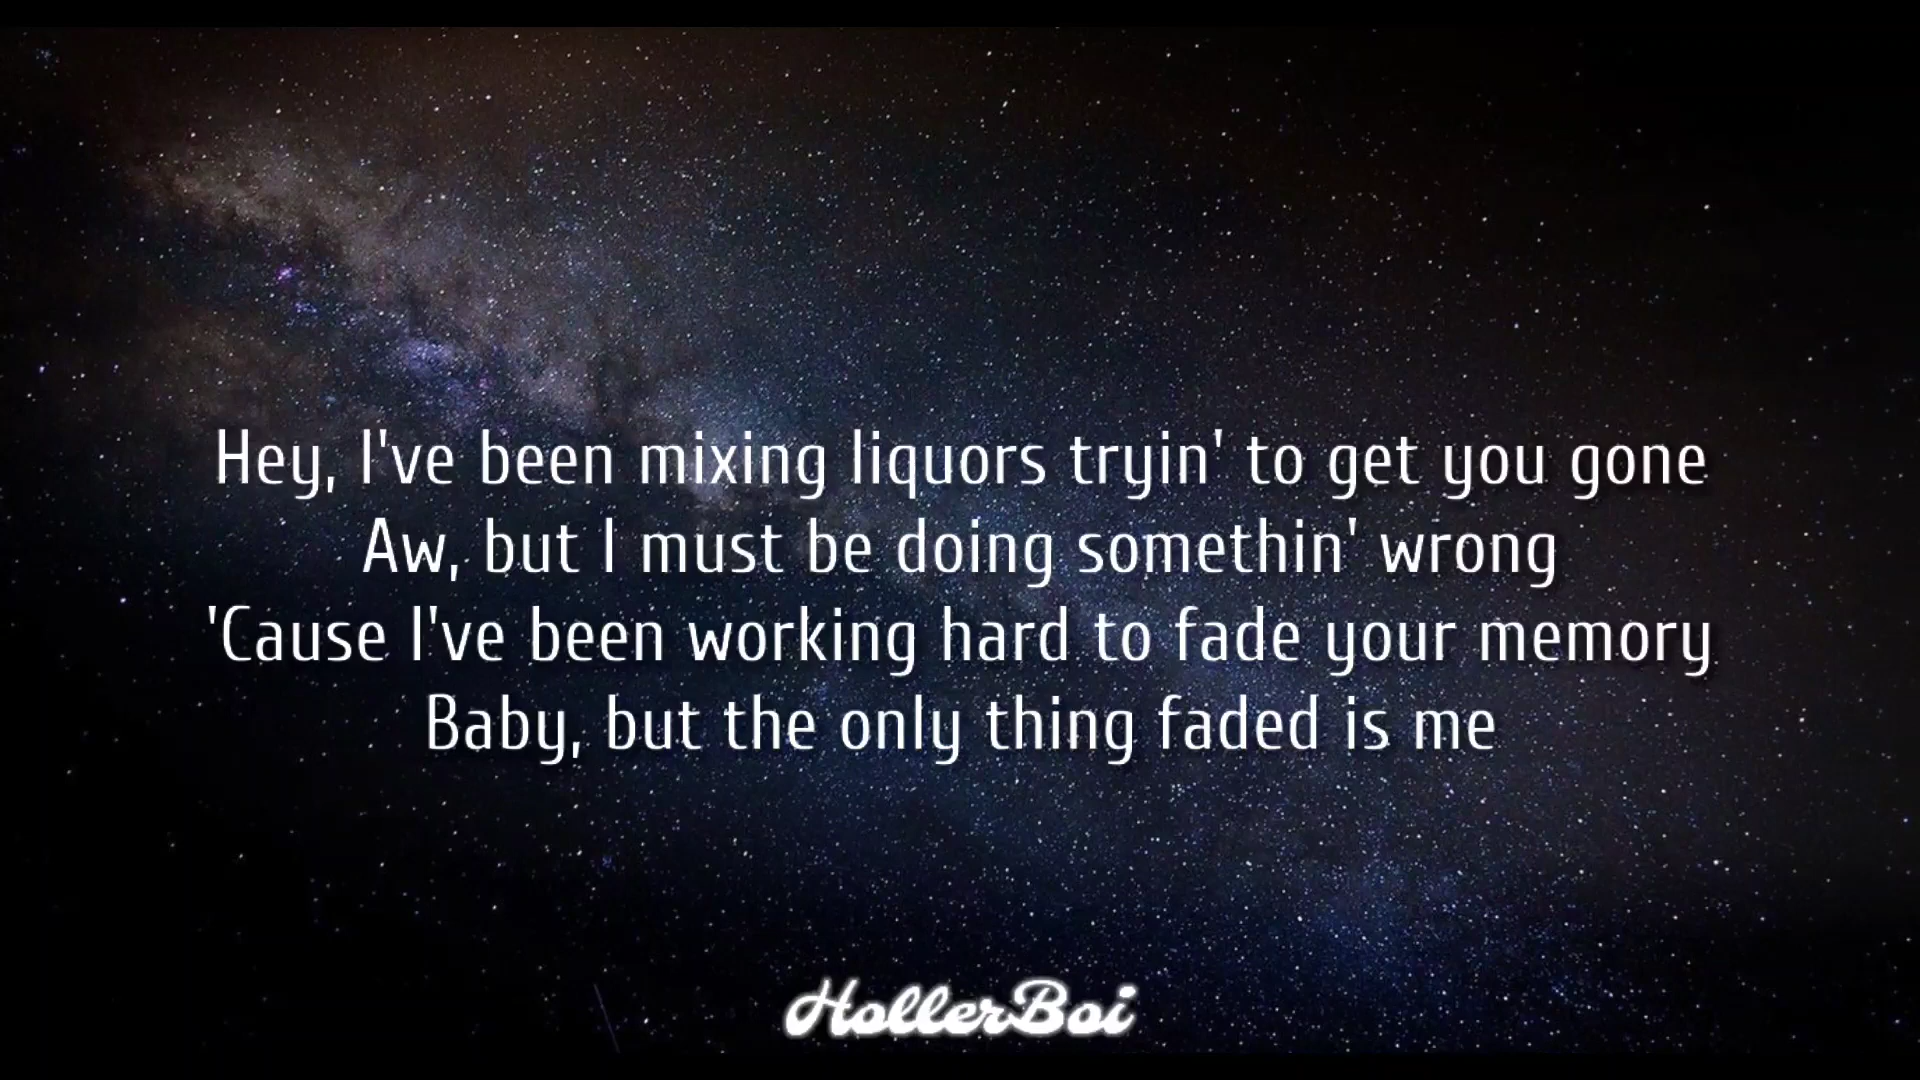 Hey, I've been mixing liquors tryin' to get you gone
Aw, but I must be doing somethin' wrong
'Cause I've been working hard to fade your memory
Baby, but the only thing faded is me
HollerBoi